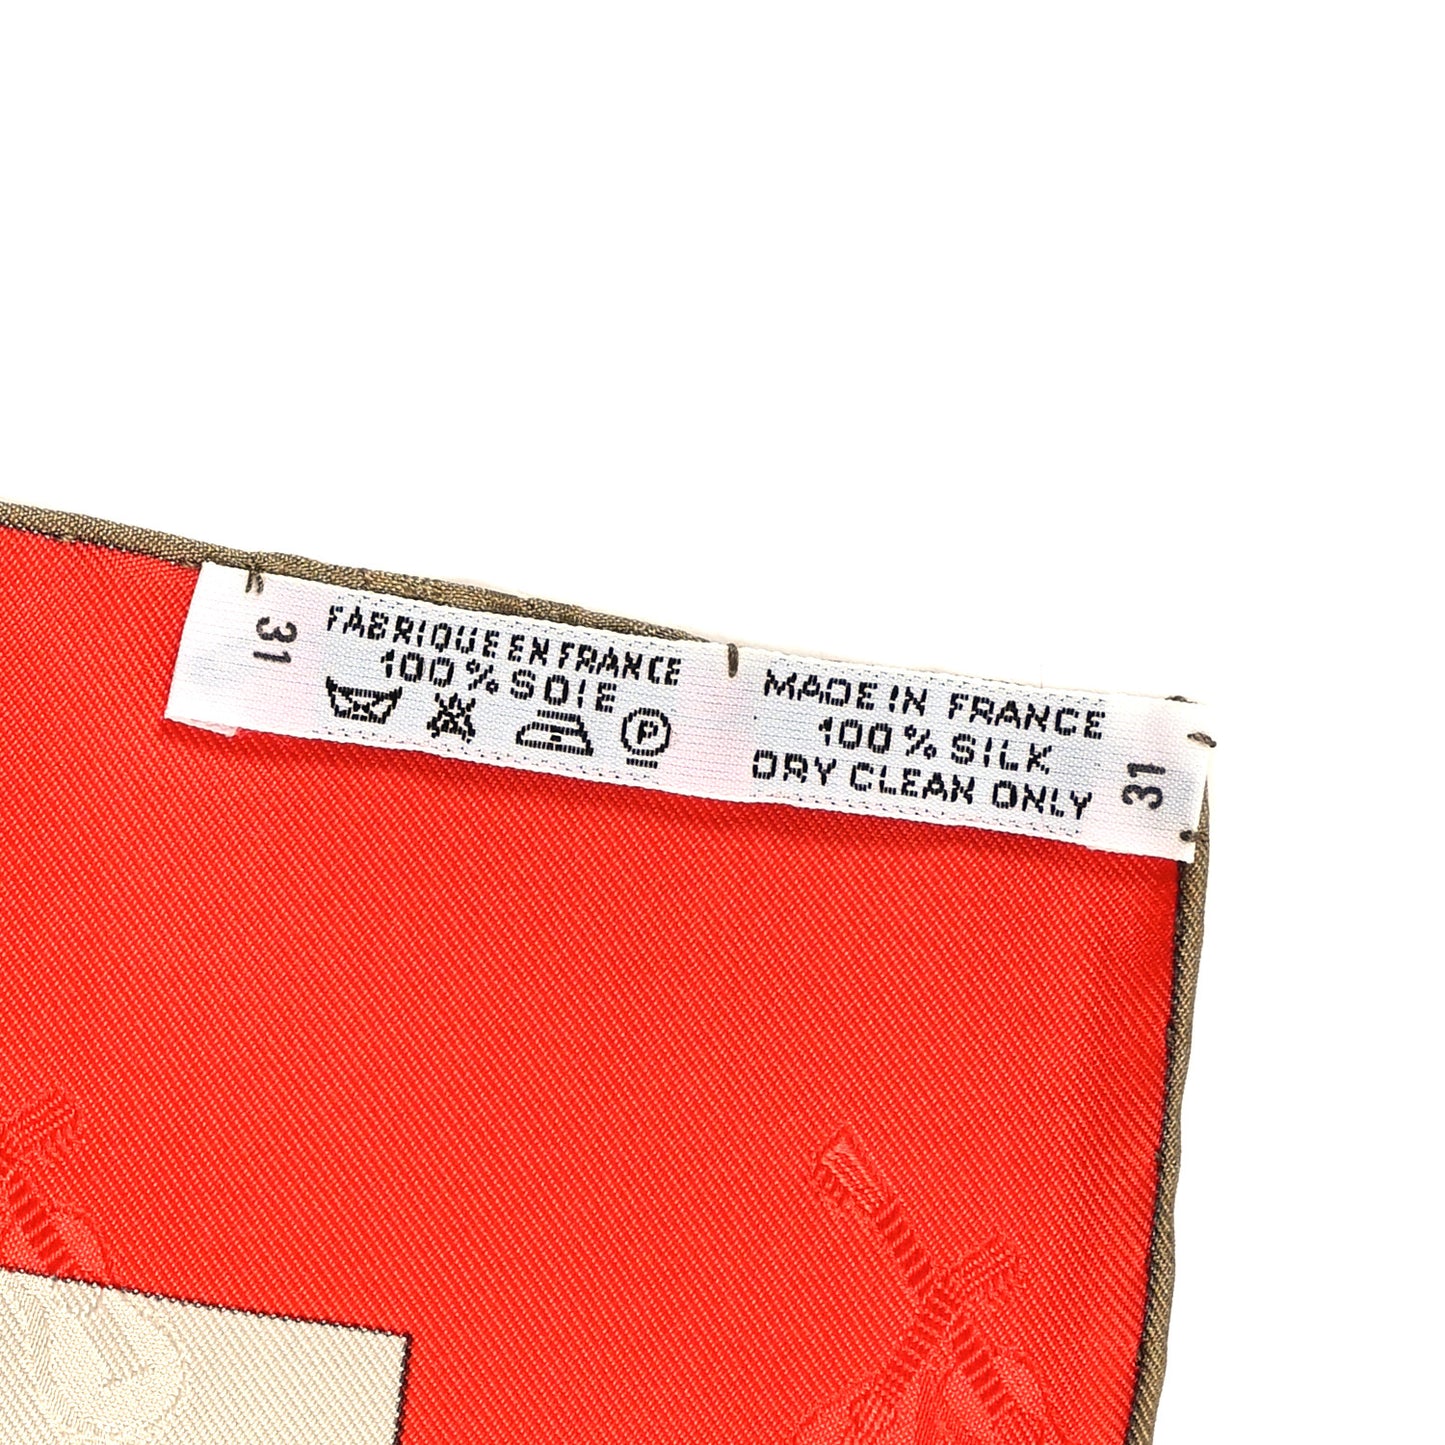 31
FABRIQUE EN FRANCE
100% SOIE
P
MADE IN FRANCE
100% SILK
DRY CLEAN ONLY
31